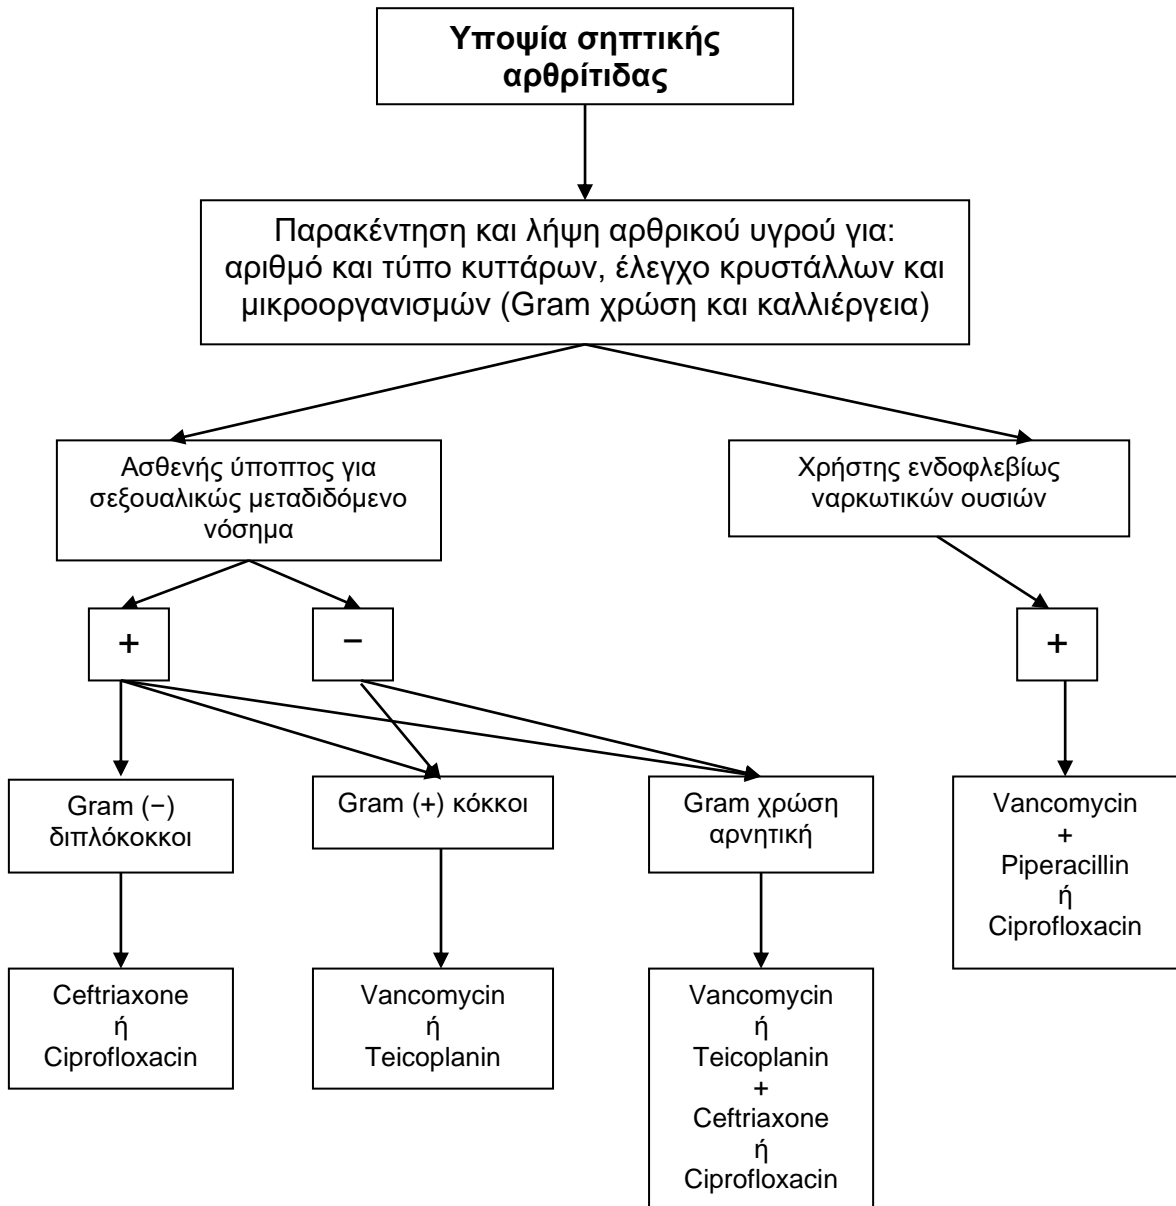 Υποψία σηπτικής
αρθρίτιδας
Παρακέντηση και λήψη αρθρικού υγρού για:
αριθμό και τύπο κυττάρων, έλεγχο κρυστάλλων και
μικροοργανισμών (Gram χρώση και καλλιέργεια)
Ασθενής ύποπτος για
σεξουαλικώς μεταδιδόμενο
νόσημα
Χρήστης ενδοφλεβίως
ναρκωτικών ουσιών
+
−
+
Gram (−)
διπλόκοκκοι
Gram (+) κόκκοι
Gram χρώση
αρνητική
Vancomycin
+
Piperacillin
ή
Ciprofloxacin
Ceftriaxone
ή
Ciprofloxacin
Vancomycin
ή
Teicoplanin
Vancomycin
ή
Teicoplanin
+
Ceftriaxone
ή
Ciprofloxacin